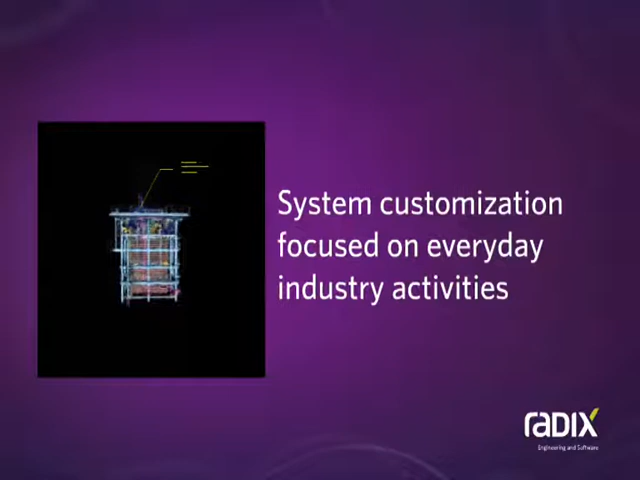 System customization
focused on everyday
industry activities
radix
Engineering and Software